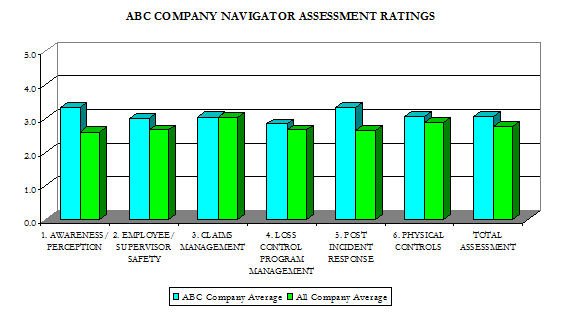 ABC COMPANY NAVIGATOR ASSESSMENT RATINGS
5.0
4.0
3.0
2.0
1.0
0.0
1. AWARENESS/
PERCEPTION
2. EMPLOYEE/
SUPERVISOR
SAFETY
3. CLAIMS
MANAGEMENT
4. LOSS
CONTROL
PROGRAM
MANAGEMENT
5. POST
INCIDENT
RESPONSE
6. PHYSICAL
CONTROLS
TOTAL
ASSESSMENT
ABC Company Average
All Company Average